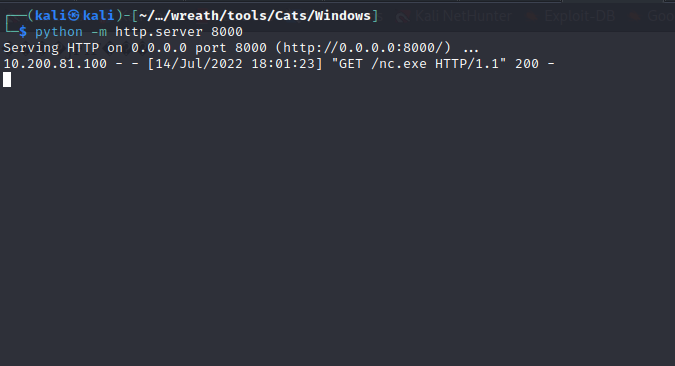 ┌──(kali㉿kali)-[~/…/wreath/tools/Cats/Windows]
└─$ python -m http.server 8000
Serving HTTP on 0.0.0.0 port 8000 (http://0.0.0.0:8000/) ...
10.200.81.100 - - [14/Jul/2022 18:01:23] "GET /nc.exe HTTP/1.1" 200 -
Kali NetHunter Exploit-DB Goo